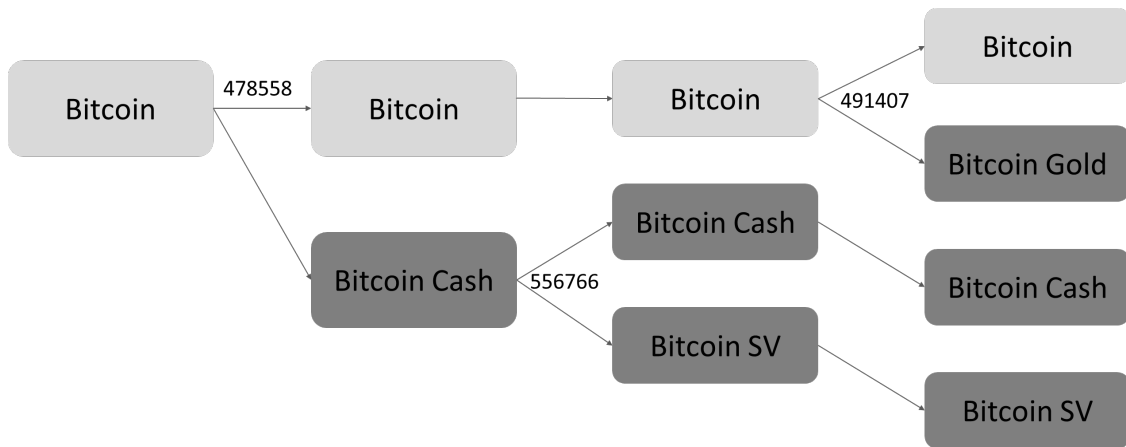 Bitcoin
478558
Bitcoin
Bitcoin
491407
Bitcoin
Bitcoin Gold
Bitcoin Cash
556766
Bitcoin Cash
Bitcoin SV
Bitcoin Cash
Bitcoin SV